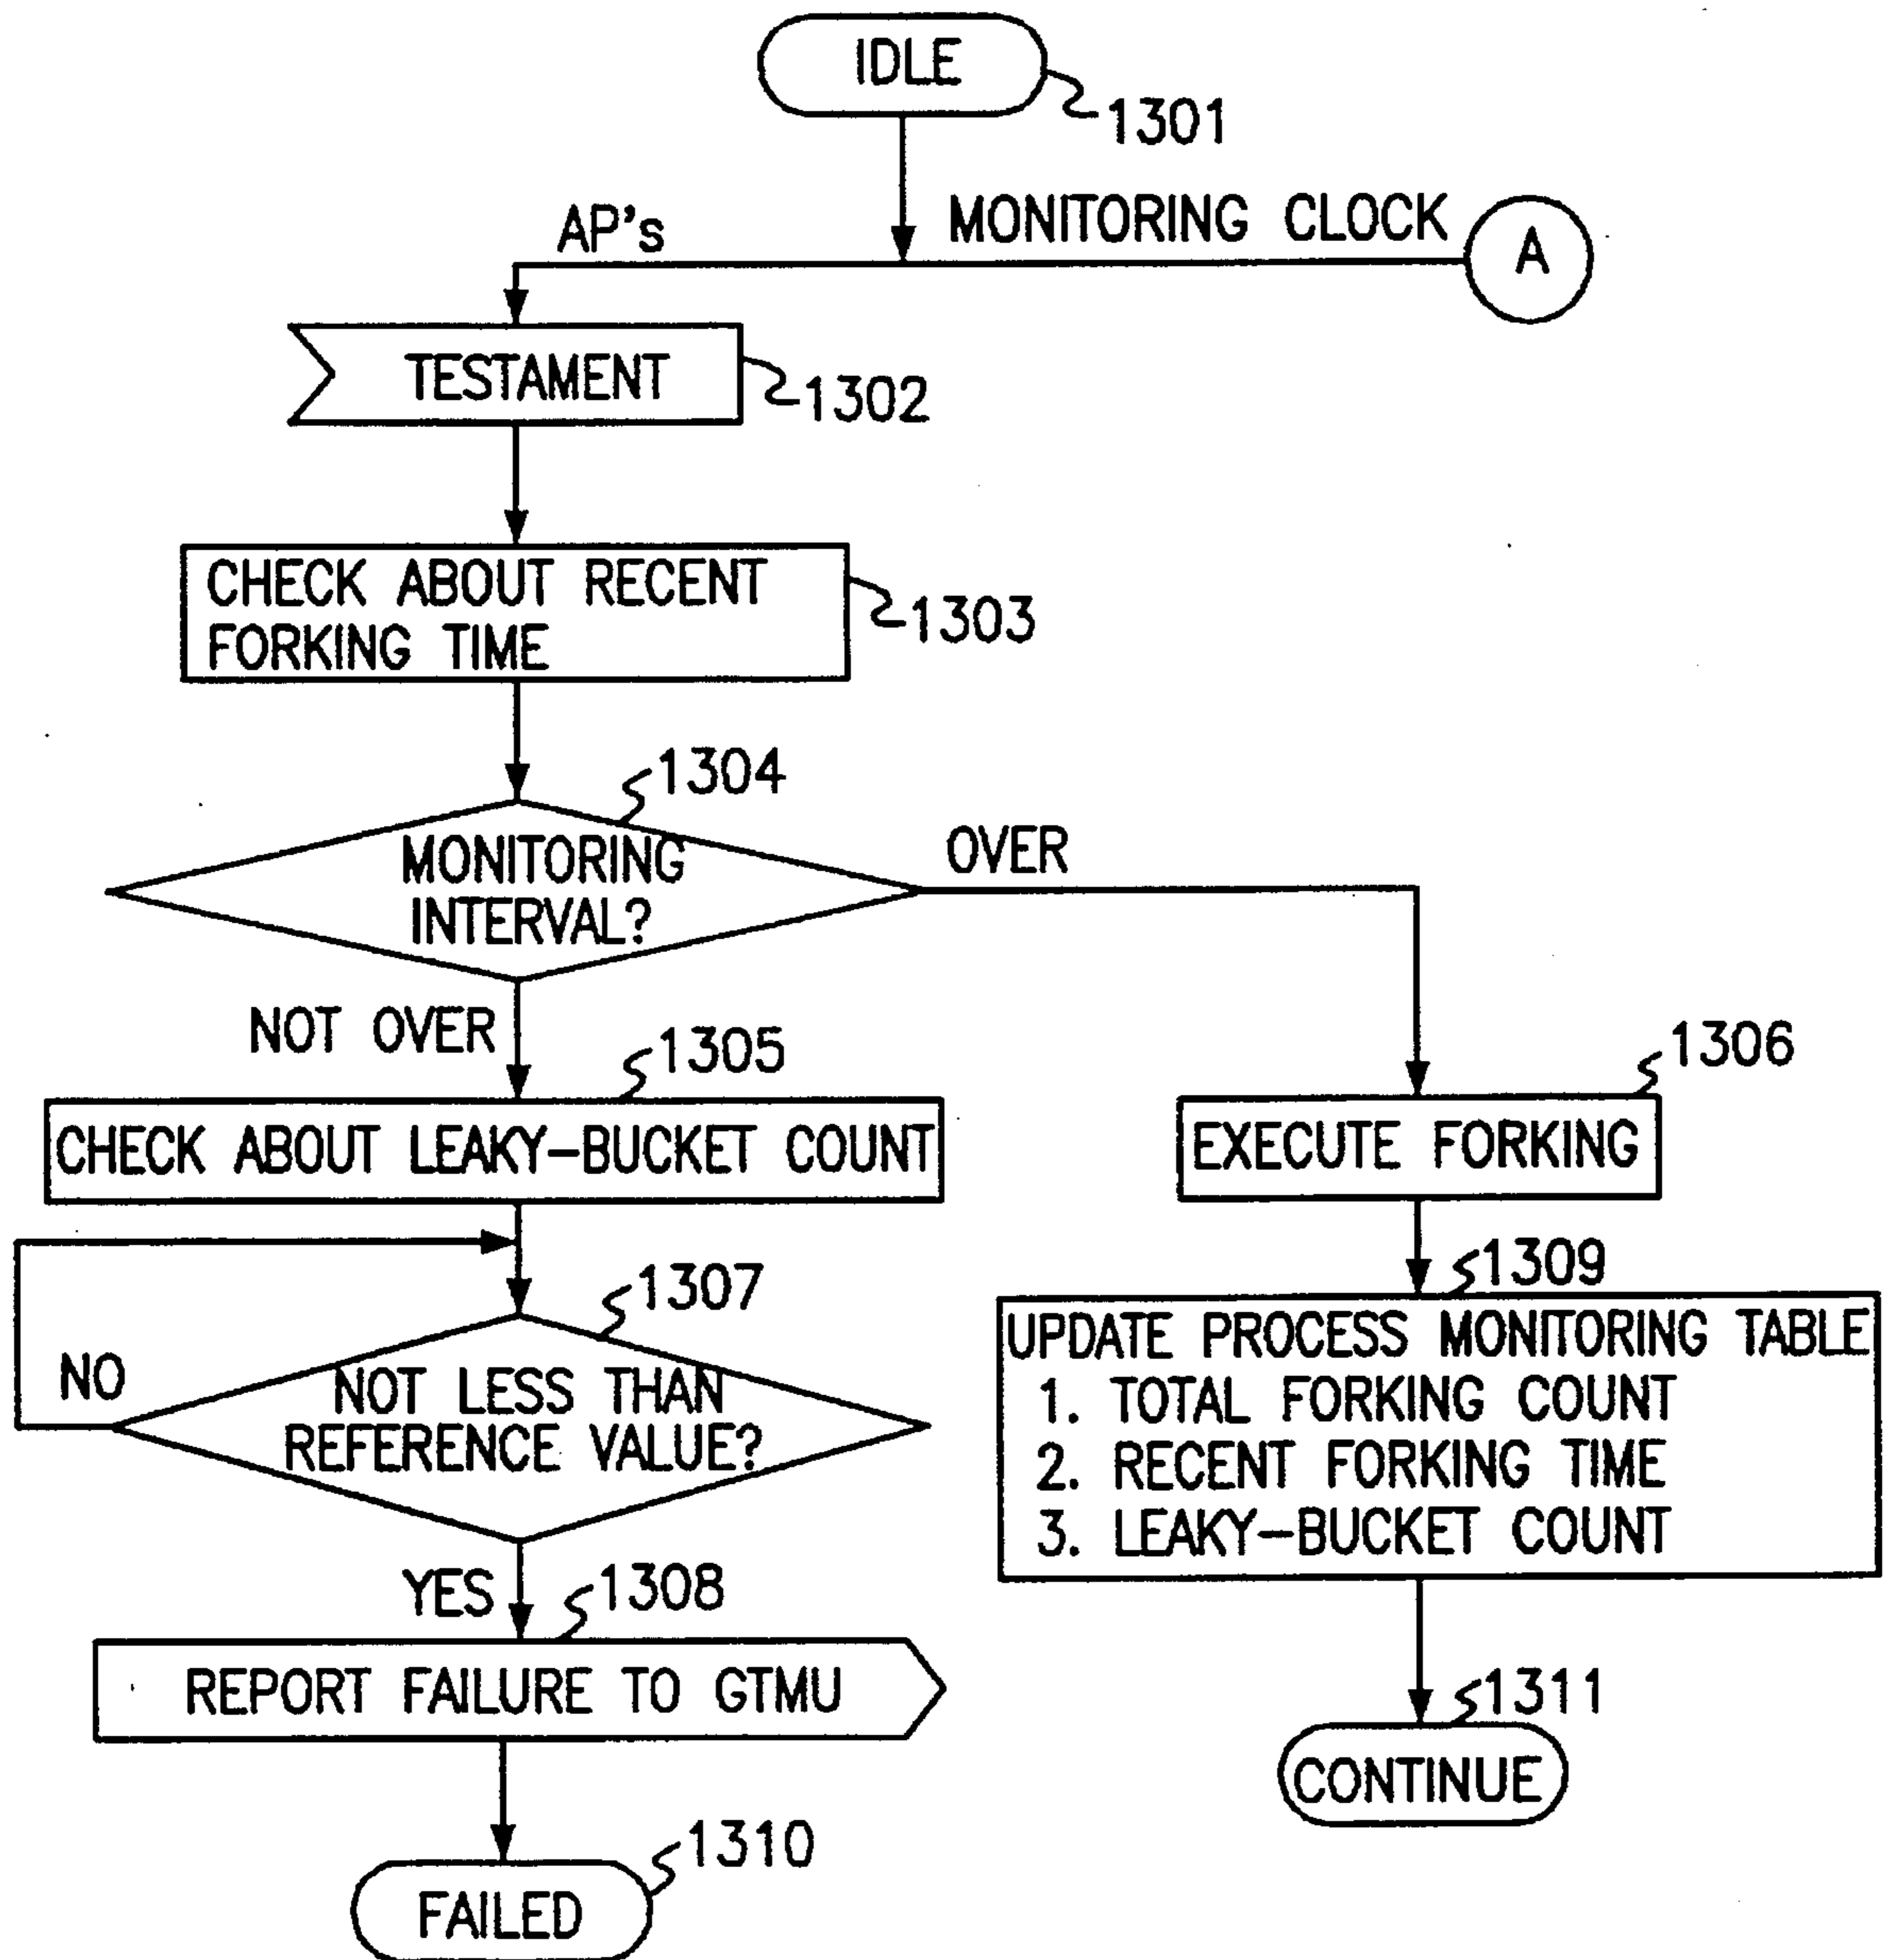 IDLE
1301
AP's
MONITORING CLOCK
A
TESTAMENT
1302
CHECK ABOUT RECENT
FORKING TIME
1303
1304
MONITORING
INTERVAL?
OVER
NOT OVER
1305
CHECK ABOUT LEAKY-BUCKET COUNT
1306
EXECUTE FORKING
1307
NOT LESS THAN
REFERENCE VALUE?
NO
1309
UPDATE PROCESS MONITORING TABLE
1. TOTAL FORKING COUNT
2. RECENT FORKING TIME
3. LEAKY-BUCKET COUNT
YES
1308
REPORT FAILURE TO GTMU
1311
CONTINUE
1310
FAILED